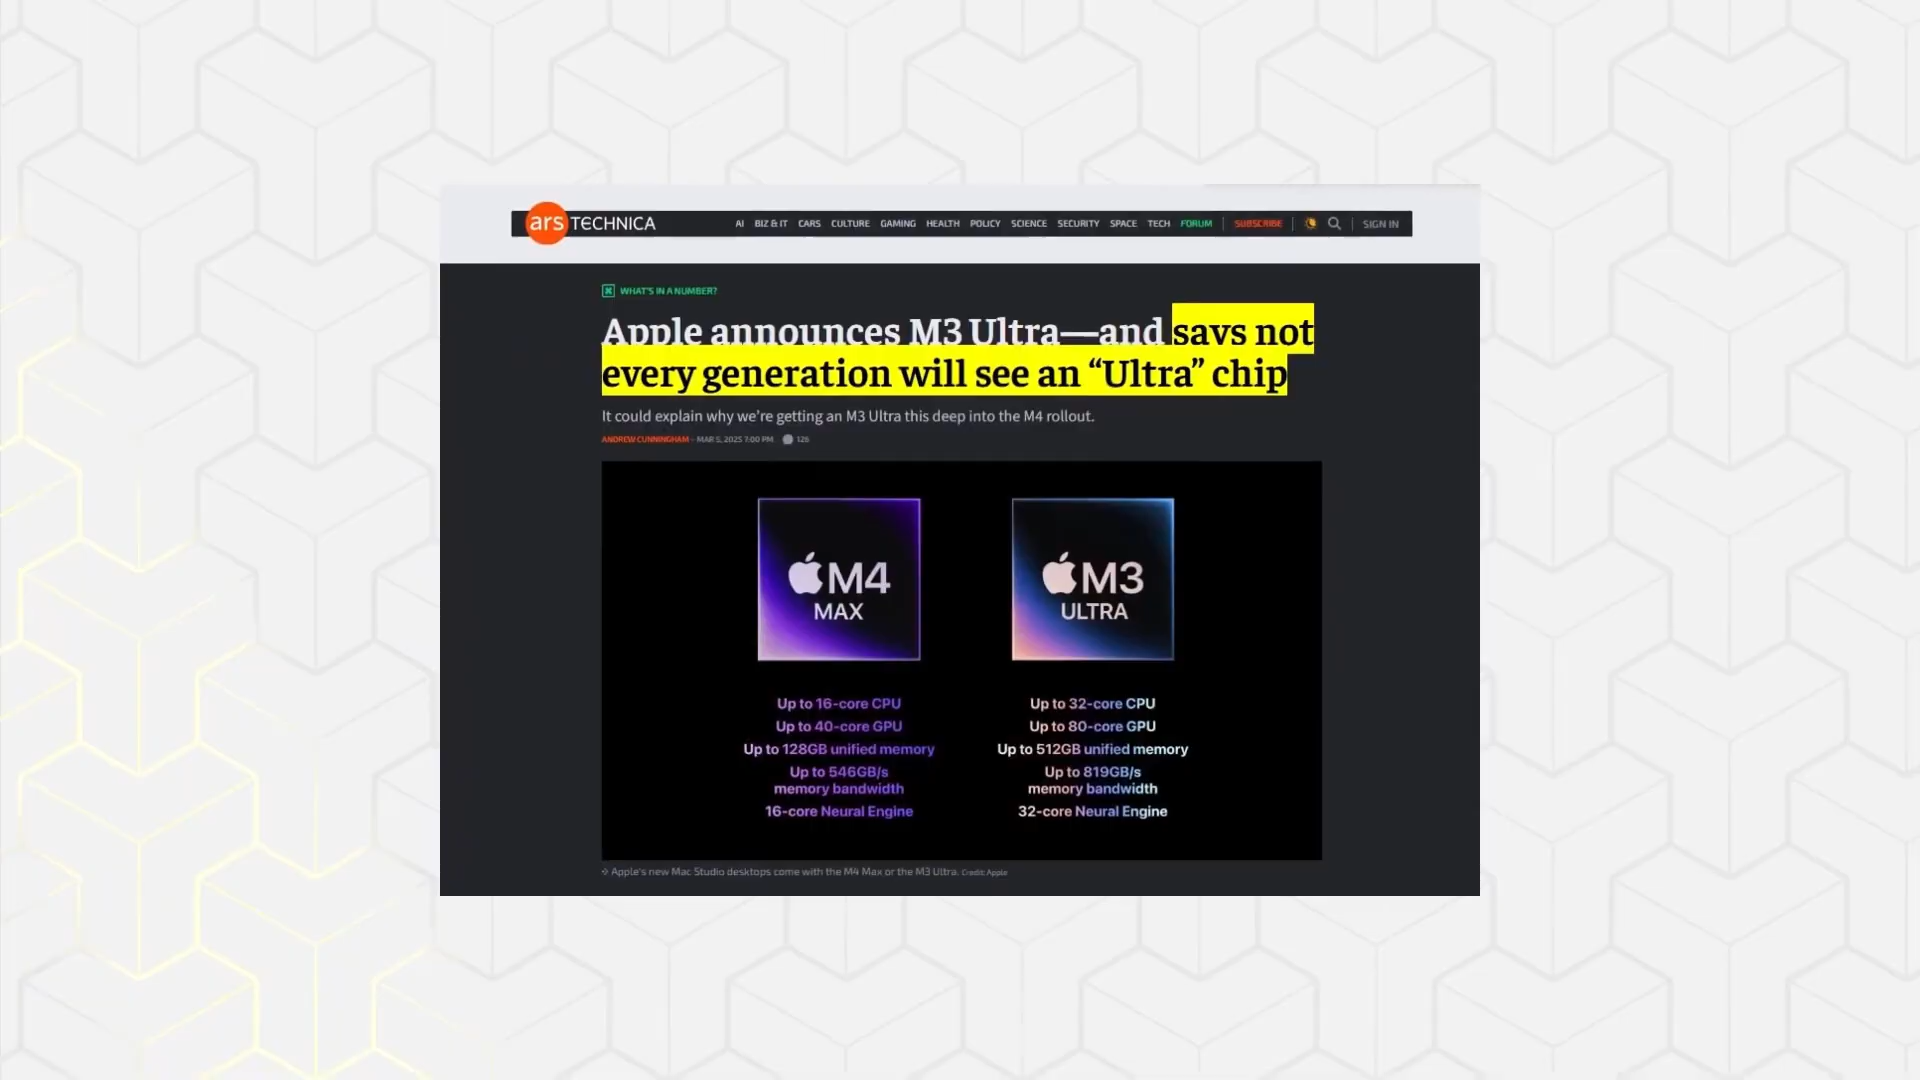 ars TECHNICA AI BIZ & IT CARS CULTURE GAMING HEALTH POLICY SCIENCE SECURITY SPACE TECH FORUM SUBSCRIBE SIGN IN
WHAT'S IN A NUMBER?
Apple announces M3 Ultra—and says not
every generation will see an “Ultra” chip
It could explain why we’re getting an M3 Ultra this deep into the M4 rollout.
ANDREW CUNNINGHAM – MAR 5, 2025 7:00 PM 126
M4
MAX
Up to 16-core CPU
Up to 40-core GPU
Up to 128GB unified memory
Up to 546GB/s
memory bandwidth
16-core Neural Engine
M3
ULTRA
Up to 32-core CPU
Up to 80-core GPU
Up to 512GB unified memory
Up to 819GB/s
memory bandwidth
32-core Neural Engine
Apple's new Mac Studio desktops come with the M4 Max or the M3 Ultra. Credit: Apple